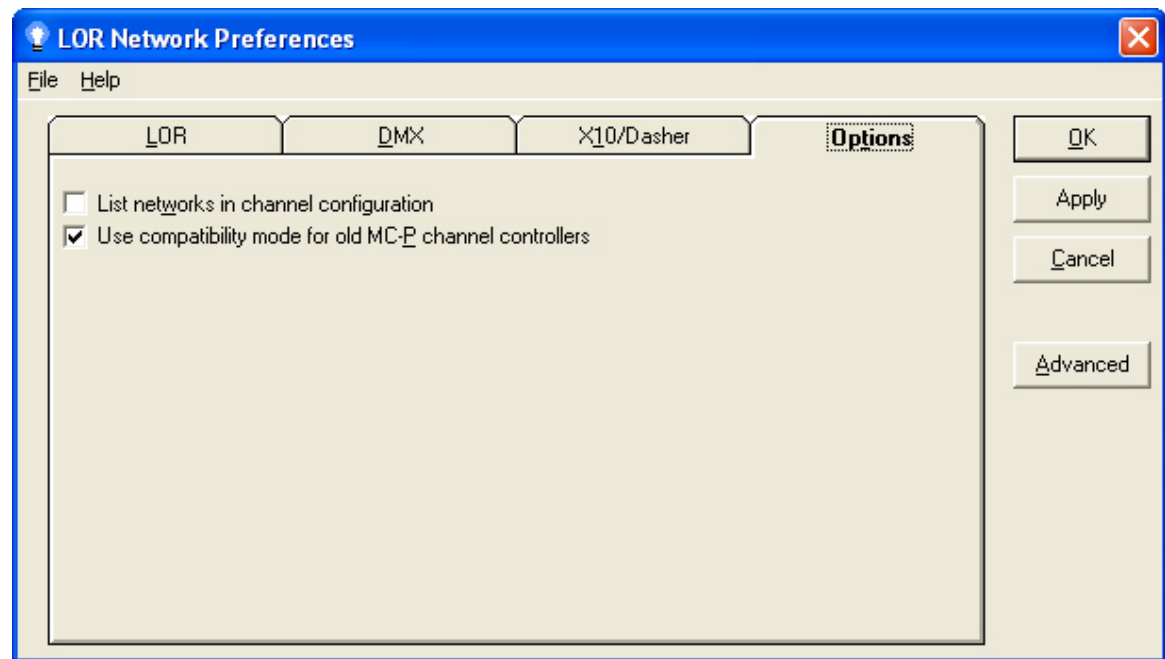 LOR Network Preferences
File Help
LOR DMX X10/Dasher Options
OK
List networks in channel configuration
Apply
Use compatibility mode for old MC-P channel controllers
Cancel
Advanced